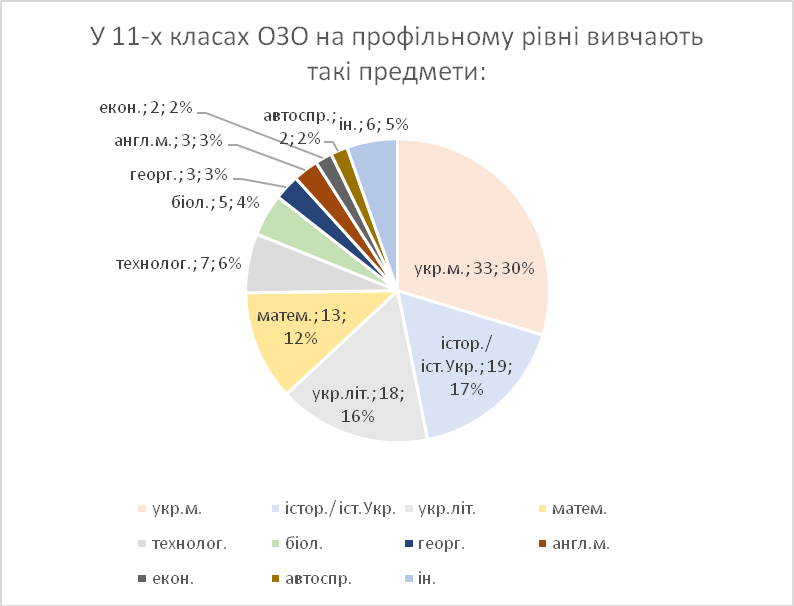 У 11-х класах ОЗО на профільному рівні вивчають
такі предмети:
екон.; 2; 2%
автоспр.;
2; 2%
ін.; 6; 5%
англ.м.; 3; 3%
георг.; 3; 3%
біол.; 5; 4%
технолог.; 7; 6%
укр.м.; 33; 30%
матем.; 13;
12%
істор./
іст.Укр.; 19;
17%
укр.літ.; 18;
16%
укр.м. істор./іст.Укр. укр.літ. матем.
технолог. біол. георг. англ.м.
екон. автоспр. ін.